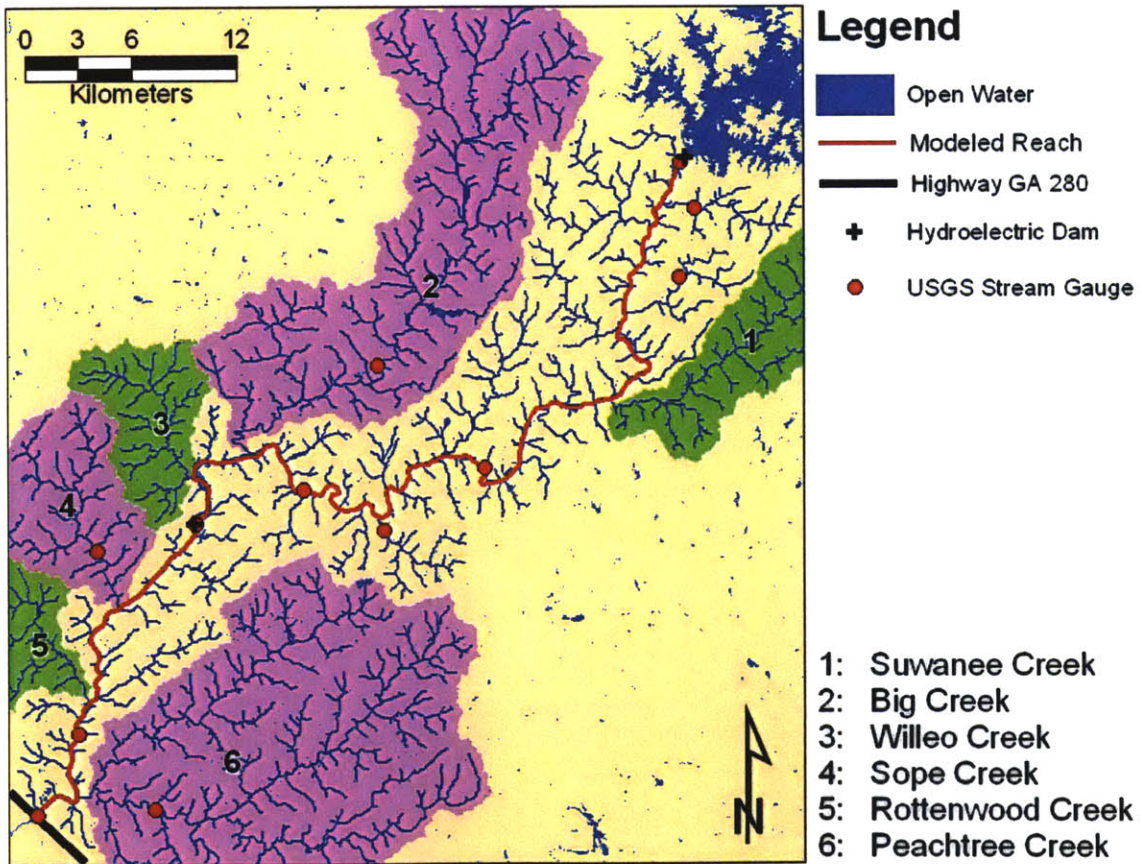 0 3 6 12
Kilometers
2
1
3
4
5
6
N
Legend
Open Water
Modeled Reach
Highway GA 280
Hydroelectric Dam
USGS Stream Gauge
1: Suwanee Creek
2: Big Creek
3: Willeo Creek
4: Sope Creek
5: Rottenwood Creek
6: Peachtree Creek